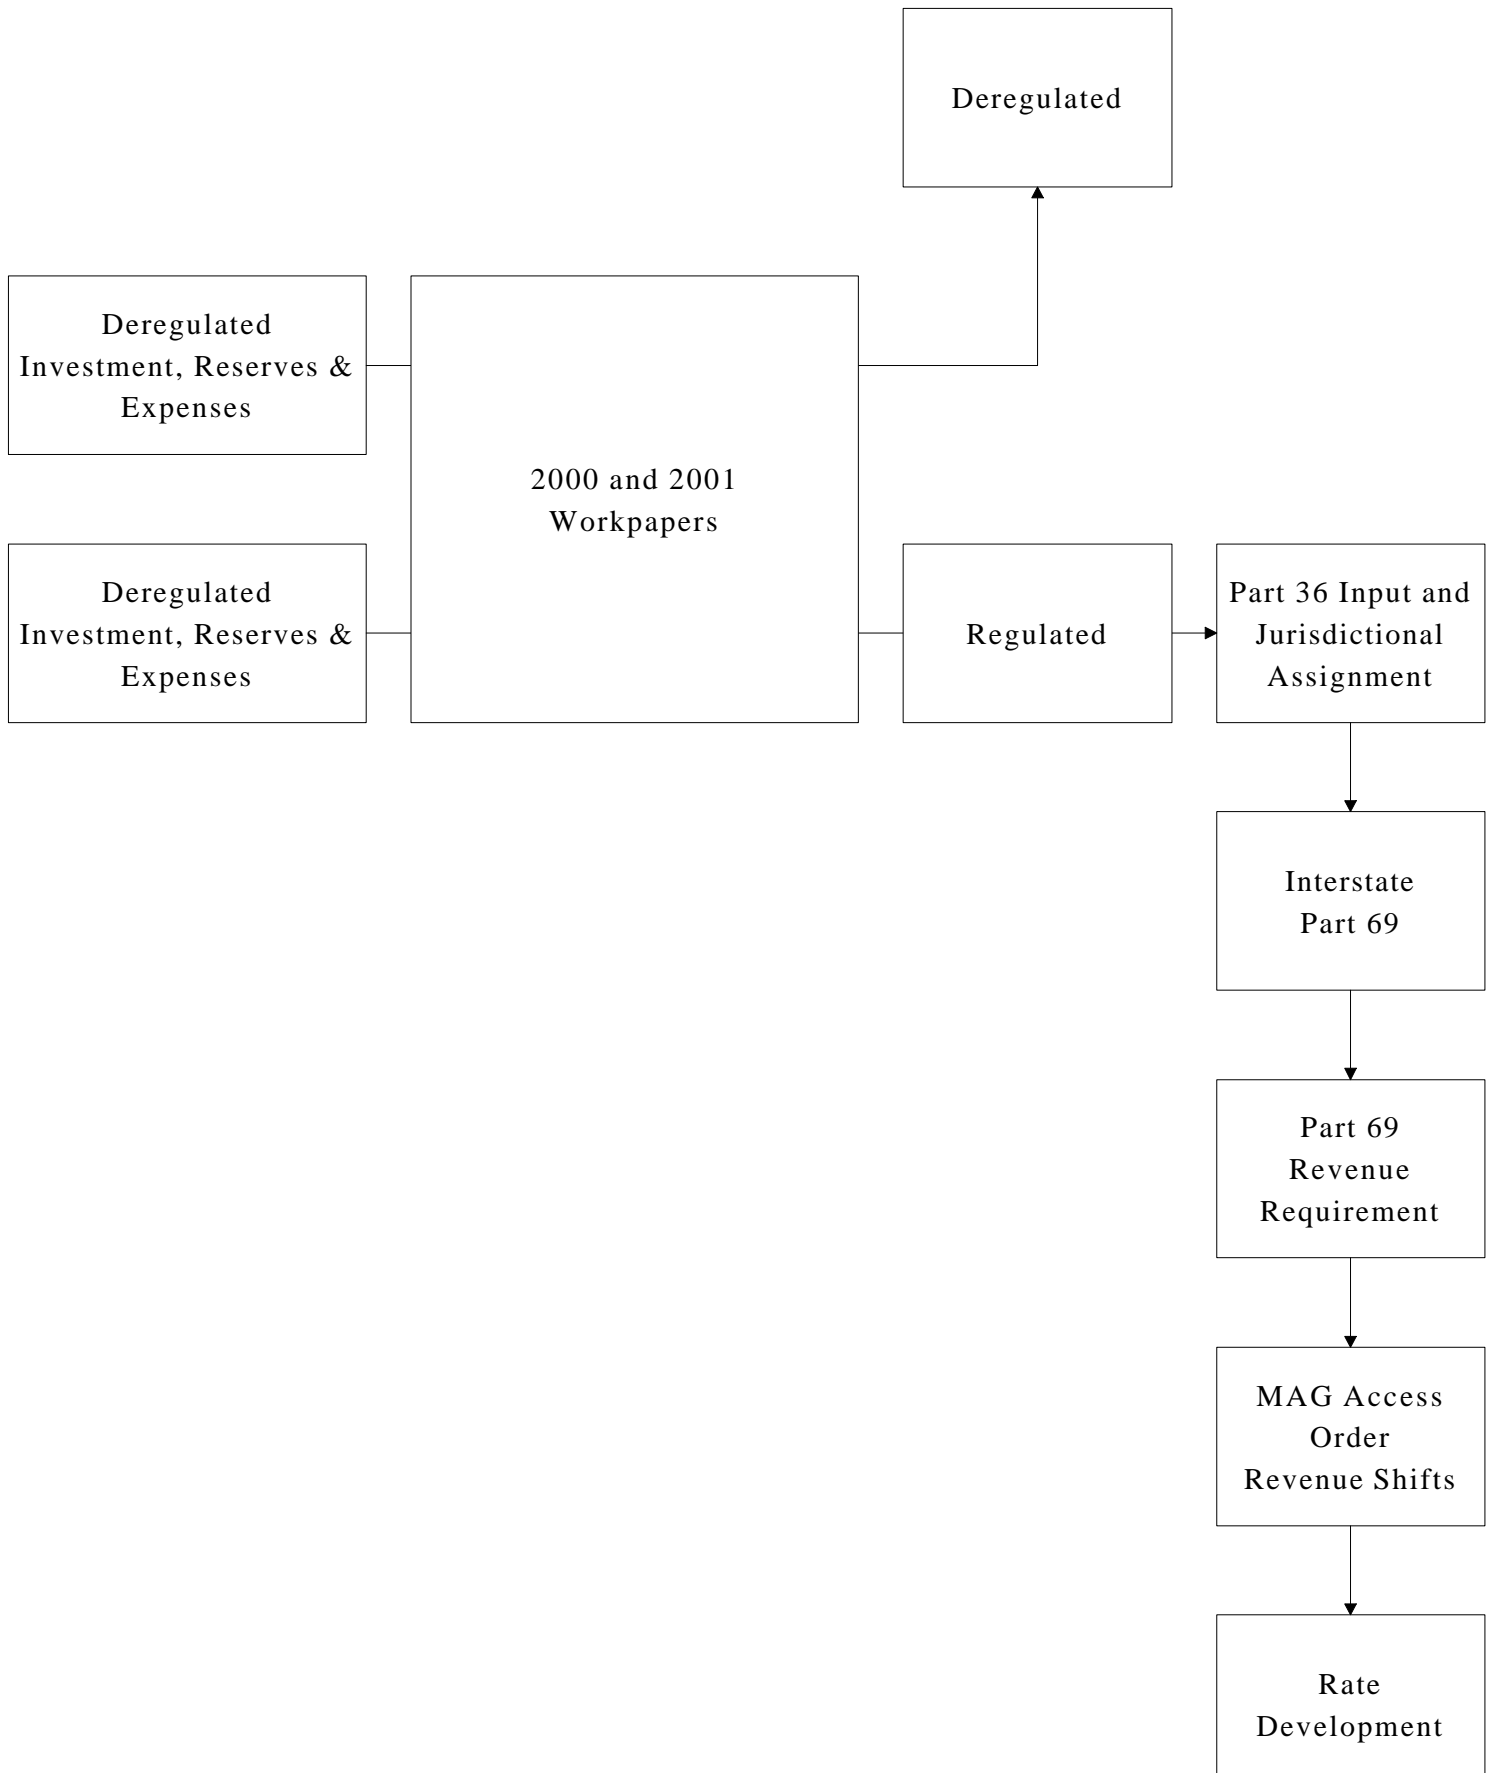 Deregulated
Deregulated
Investment, Reserves &
Expenses
2000 and 2001
Workpapers
Deregulated
Investment, Reserves &
Expenses
Regulated
Part 36 Input and
Jurisdictional
Assignment
Interstate
Part 69
Part 69
Revenue
Requirement
MAG Access
Order
Revenue Shifts
Rate
Development